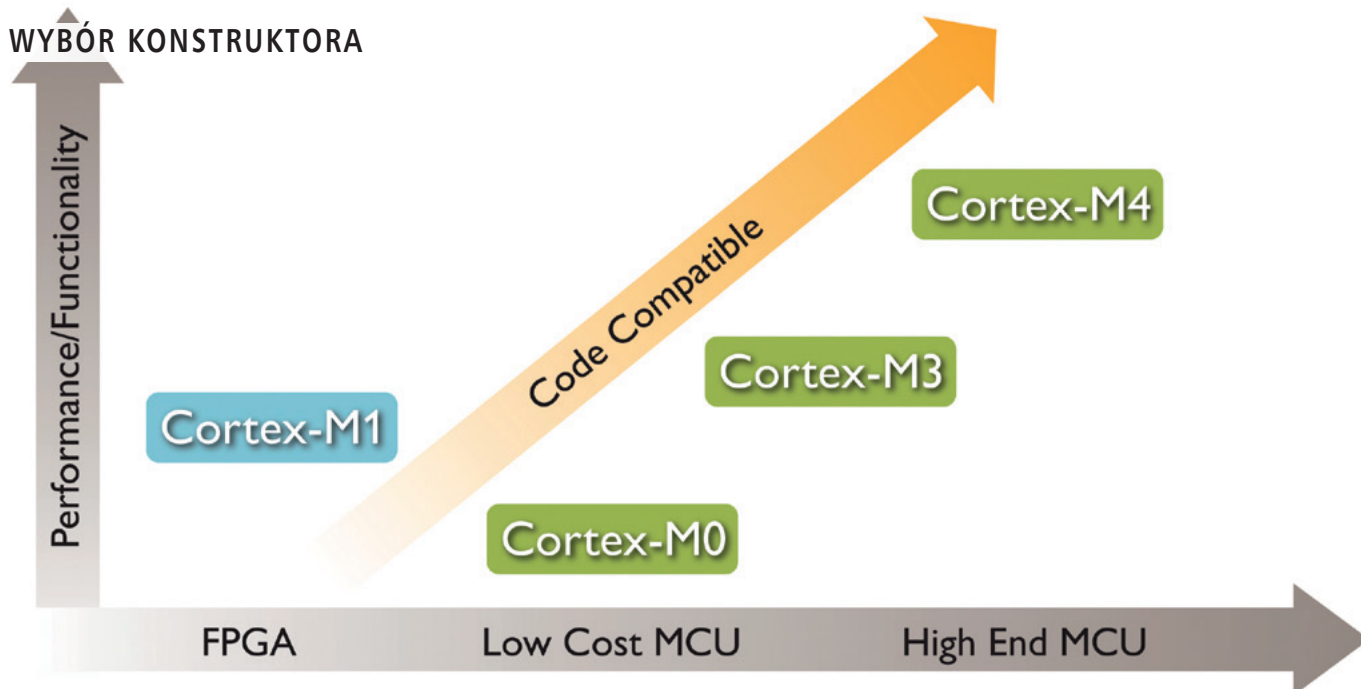 WYBÓR KONSTRUKTORA
Performance/Functionality
Code Compatible
Cortex-M4
Cortex-M3
Cortex-M1
Cortex-M0
FPGA
Low Cost MCU
High End MCU